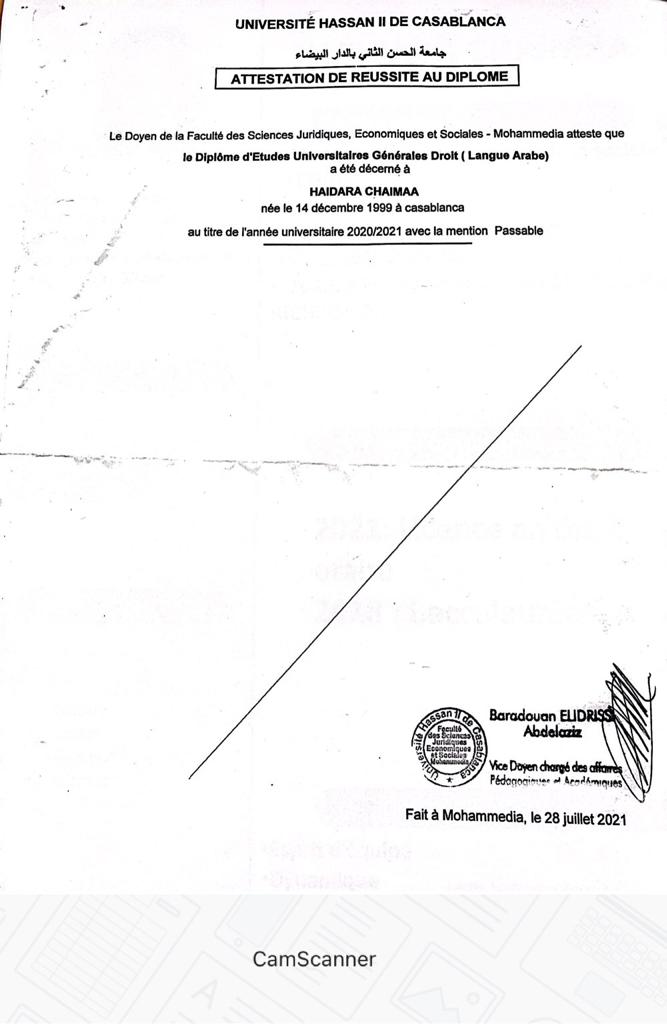 UNIVERSITÉ HASSAN II DE CASABLANCA
جامعة الحسن الثاني بالدار البيضاء
ATTESTATION DE REUSSITE AU DIPLOME
Le Doyen de la Faculté des Sciences Juridiques, Economiques et Sociales - Mohammedia atteste que
le Diplôme d'Etudes Universitaires Générales Droit ( Langue Arabe)
a été décerné à
HAIDARA CHAIMAA
née le 14 décembre 1999 à casablanca
au titre de l'année universitaire 2020/2021 avec la mention Passable
Université Hassan II de Casablanca
Faculté
des Sciences
Juridiques
Economiques
et Sociales
Mohammedia
Baradouan ELIDRISSI
Abdelaziz
Vice Doyen chargé des affaires
Pédagogiques et Académiques
Fait à Mohammedia, le 28 juillet 2021
CamScanner